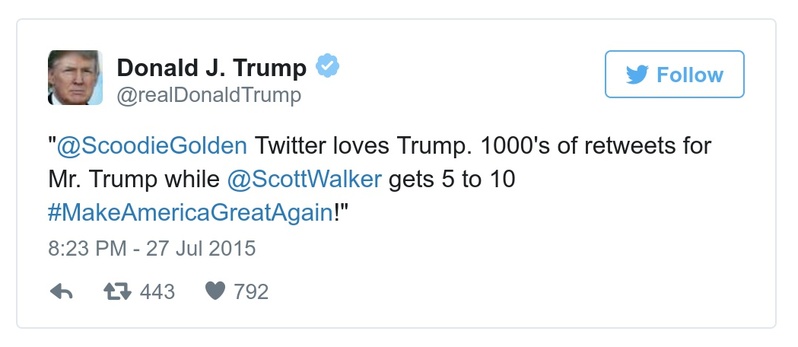 Donald J. Trump
@realDonaldTrump
Follow
"@ScoodieGolden Twitter loves Trump. 1000's of retweets for
Mr. Trump while @ScottWalker gets 5 to 10
#MakeAmericaGreatAgain!"
8:23 PM - 27 Jul 2015
443 792